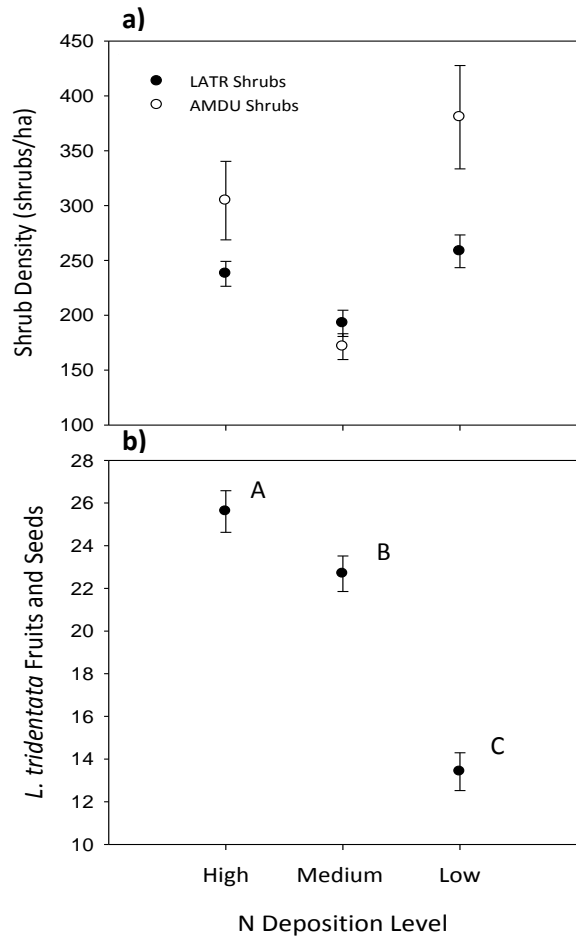 a)
450
400
350
300
250
200
150
100
Shrub Density (shrubs/ha)
LATR Shrubs
AMDU Shrubs
b)
28
26
24
22
20
18
16
14
12
10
L. tridentata Fruits and Seeds
A
B
C
High Medium Low
N Deposition Level